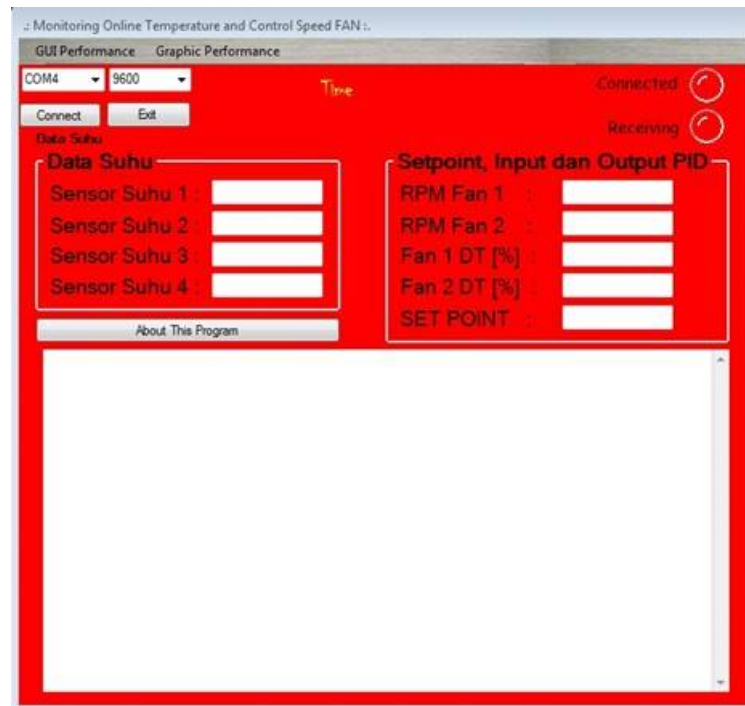 .: Monitoring Online Temperature and Control Speed FAN :.
GUI Performance Graphic Performance
COM4 9600
Time
Connected
Connect Exit
Receiving
Data Suhu
Data Suhu
Sensor Suhu 1 :
Sensor Suhu 2 :
Sensor Suhu 3 :
Sensor Suhu 4 :
About This Program
Setpoint, Input dan Output PID
RPM Fan 1 :
RPM Fan 2 :
Fan 1 DT [%] :
Fan 2 DT [%] :
SET POINT :